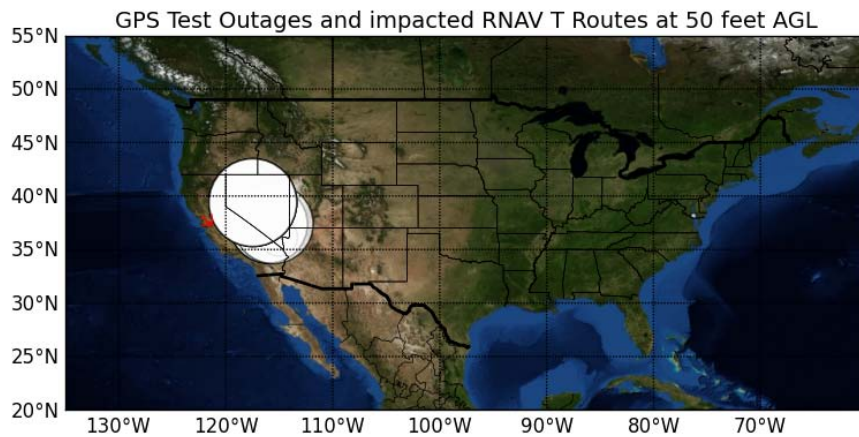 GPS Test Outages and impacted RNAV T Routes at 50 feet AGL
55°N
50°N
45°N
40°N
35°N
30°N
25°N
20°N
130°W 120°W 110°W 100°W 90°W 80°W 70°W